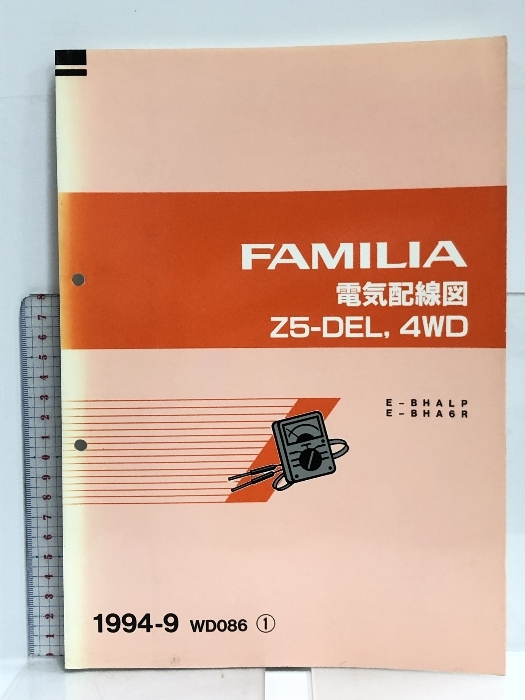 FAMILIA
電気配線図
Z5-DEL, 4WD
E-BHALP
E-BHA6R
1994-9 WD086 ①